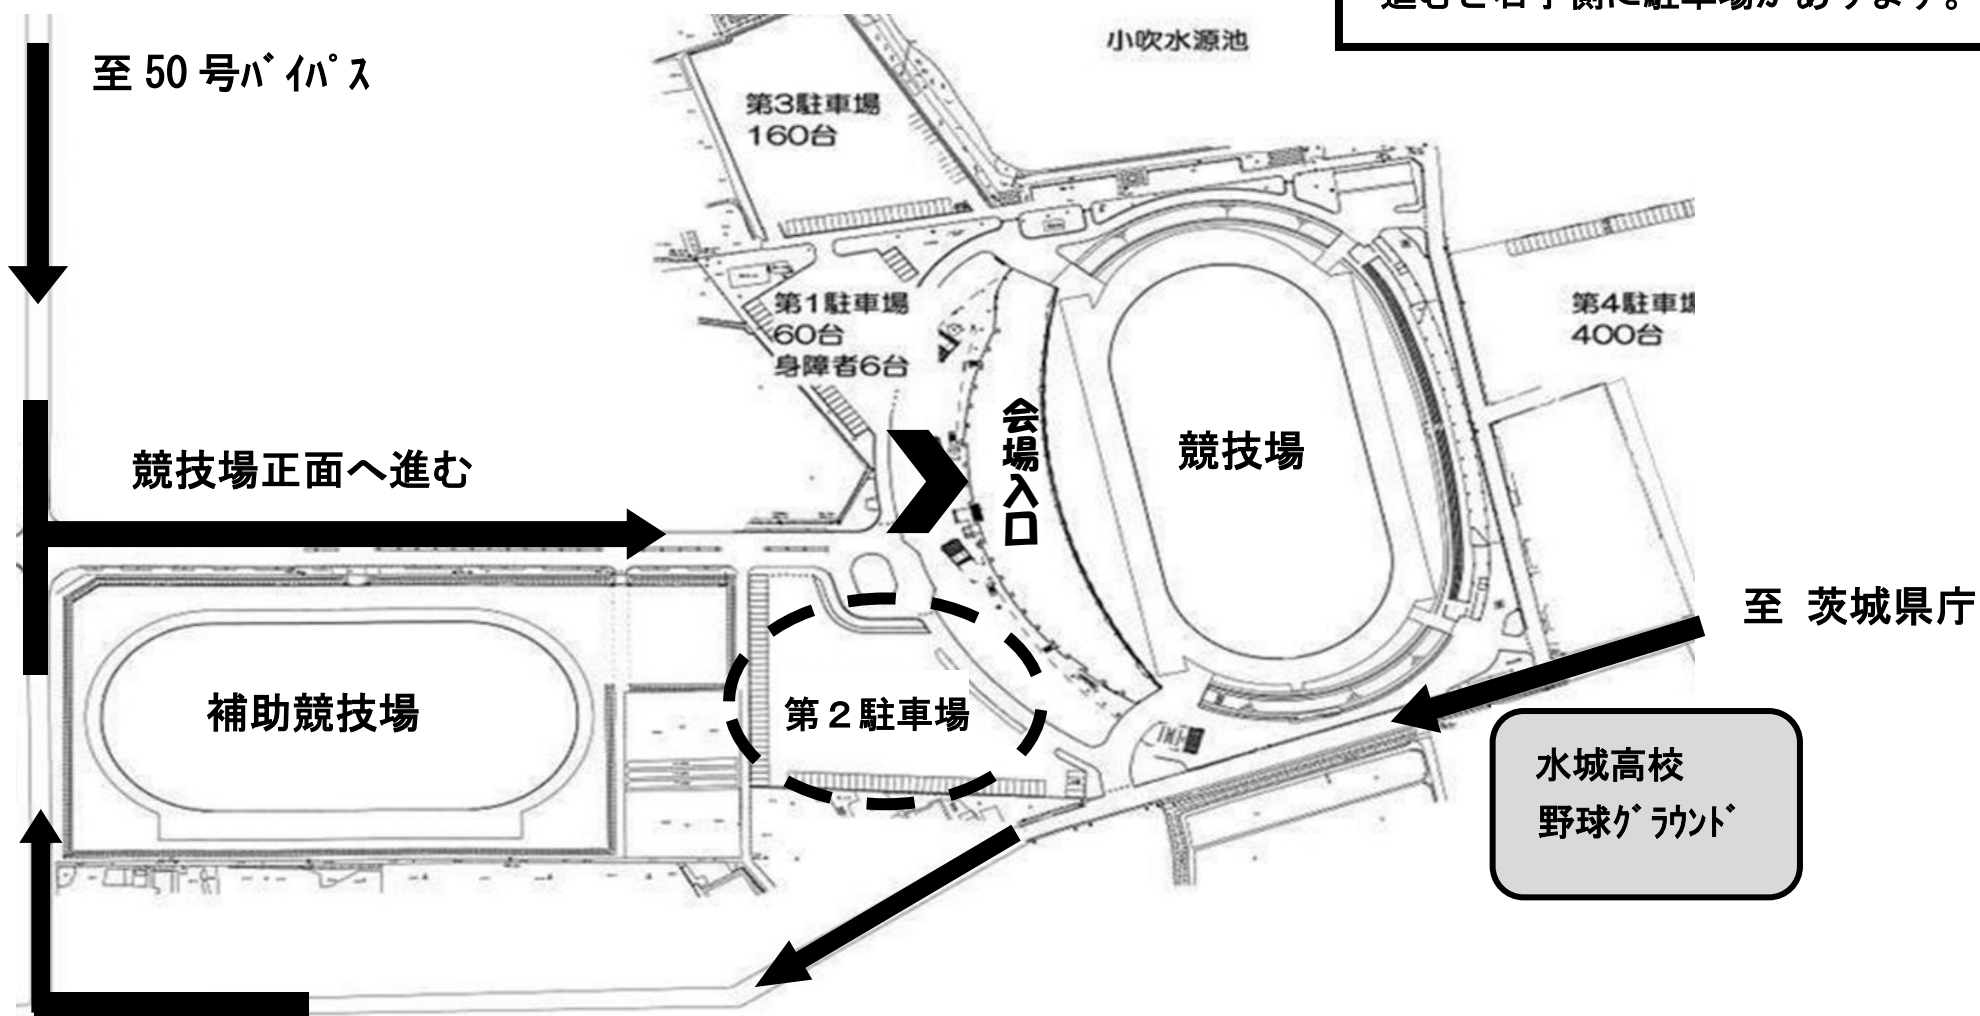 進むと右手側に駐車場があります。
小吹水源池
至 50 号ﾊﾞｲﾊﾟｽ
第3駐車場
160台
第1駐車場
60台
身障者6台
第4駐車場
400台
会場入口
競技場
競技場正面へ進む
至 茨城県庁
補助競技場
第２駐車場
水城高校
野球ｸﾞﾗｳﾝﾄﾞ